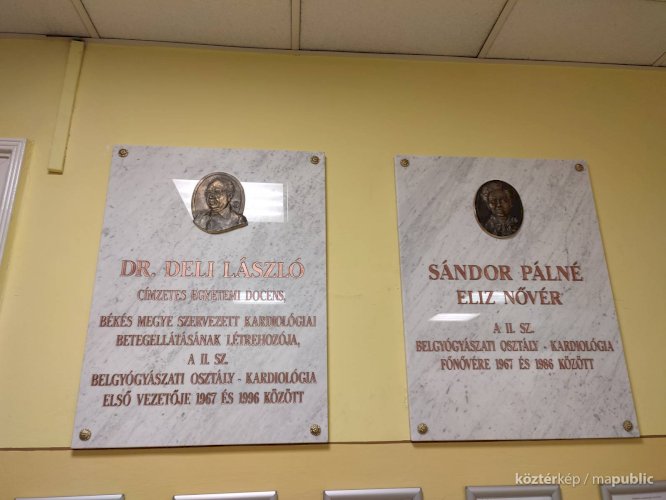 DR. DELI LÁSZLÓ
CÍMZETES EGYETEMI DOCENS,
BÉKÉS MEGYE SZERVEZETT KARDIOLÓGIAI
BETEGELLÁTÁSÁNAK LÉTREHOZÓJA,
A II. SZ.
BELGYÓGYÁSZATI OSZTÁLY - KARDIOLÓGIA
ELSŐ VEZETŐJE 1967 ÉS 1996 KÖZÖTT
SÁNDOR PÁLNÉ
ELIZ NŐVÉR
A II. SZ.
BELGYÓGYÁSZATI OSZTÁLY - KARDIOLÓGIA
FŐNŐVÉRE 1967 ÉS 1986 KÖZÖTT
köztérkép / mapublic